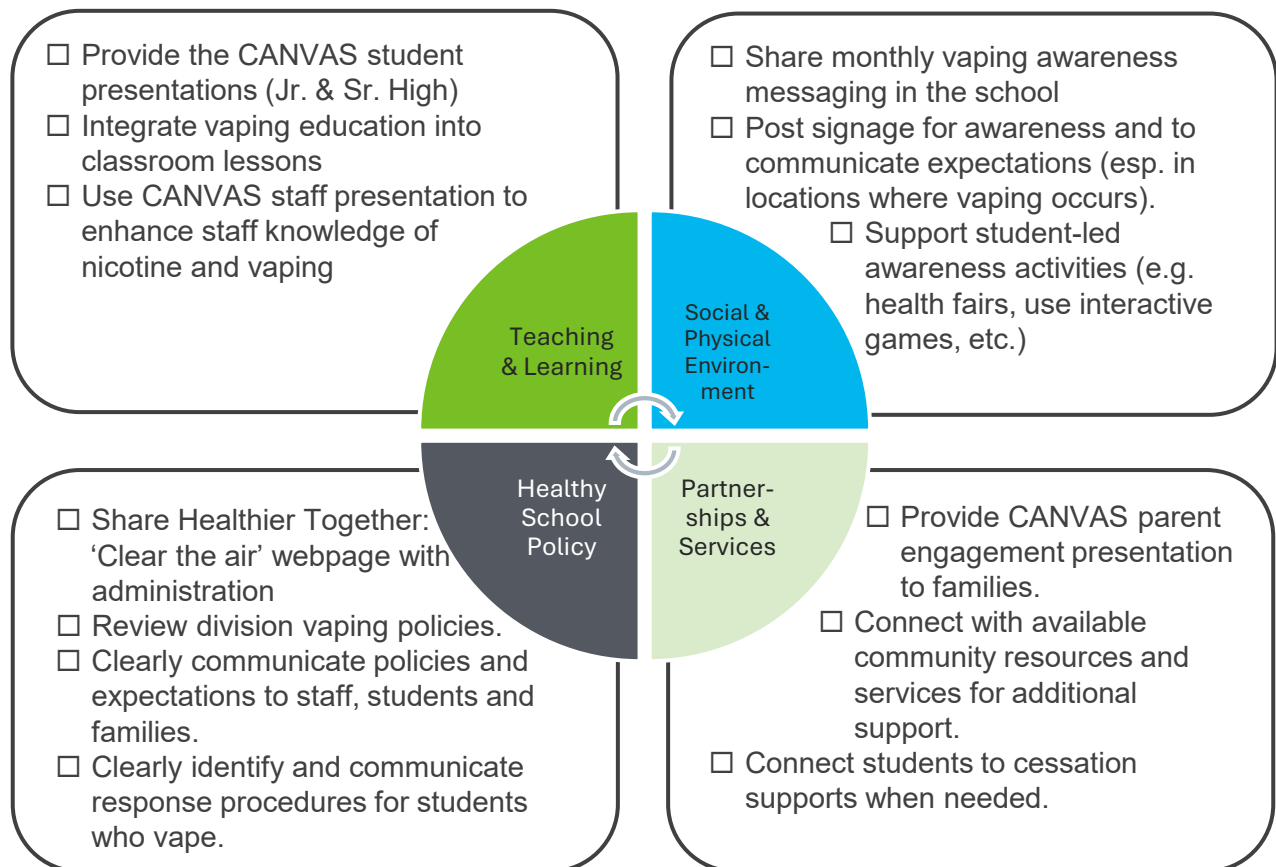 ☐ Provide the CANVAS student
presentations (Jr. & Sr. High)
☐ Integrate vaping education into
classroom lessons
☐ Use CANVAS staff presentation to
enhance staff knowledge of
nicotine and vaping
☐ Share monthly vaping awareness
messaging in the school
☐ Post signage for awareness and to
communicate expectations (esp. in
locations where vaping occurs).
☐ Support student-led
awareness activities (e.g.
health fairs, use interactive
games, etc.)
Teaching
& Learning
Social &
Physical
Environ-
ment
Healthy
School
Policy
Partner-
ships &
Services
☐ Share Healthier Together:
‘Clear the air’ webpage with
administration
☐ Review division vaping policies.
☐ Clearly communicate policies and
expectations to staff, students and
families.
☐ Clearly identify and communicate
response procedures for students
who vape.
☐ Provide CANVAS parent
engagement presentation
to families.
☐ Connect with available
community resources and
services for additional
support.
☐ Connect students to cessation
supports when needed.